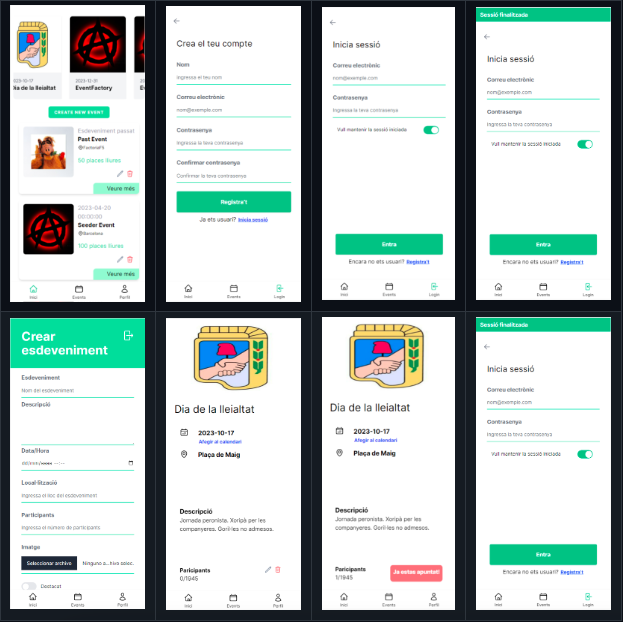 2023-10-17
Dia de la lleialtat
2023-10-21
EventFactory
CREATE NEW EVENT
Esdeveniment passat
Past Event
50 places lliures
Veure més
2023-04-20
00:00:00
Seeder Event
Barcelona
100 places lliures
Veure més
Inici
Events
Perfil
Crea el teu compte
Nom
Ingressa el teu nom
Correu electrònic
nom@exemple.com
Contrasenya
Ingressa la teva contrasenya
Confirmar contrasenya
Confirma la teva contrasenya
Registra't
Ja ets usuari? Inicia sessió
Inici
Events
Login
Inicia sessió
Correu electrònic
nom@exemple.com
Contrasenya
Ingressa la teva contrasenya
Vull mantenir la sessió iniciada
Entra
Encara no ets usuari? Registra't
Inici
Events
Login
Sessió finalitzada
Inicia sessió
Correu electrònic
nom@exemple.com
Contrasenya
Ingressa la teva contrasenya
Vull mantenir la sessió iniciada
Entra
Encara no ets usuari? Registra't
Inici
Events
Login
Crear
esdeveniment
Esdeveniment
Nom del esdeveniment
Descripció
Data/Hora
Localització
Ingressa el lloc del esdeveniment
Participants
Ingressa el número de participants
Imatge
Seleccionar archivo
Ninguno a...hivo selec.
Destacat
Inici
Events
Perfil
Dia de la lleialtat
2023-10-17
Afegir al calendari
Plaça de Maig
Descripció
Jornada peronista. Xoripà per les
companyeres. Goril·les no admesos.
Paricipants
0/1945
Inici
Events
Perfil
Dia de la lleialtat
2023-10-17
Afegir al calendari
Plaça de Maig
Descripció
Jornada peronista. Xoripà per les
companyeres. Goril·les no admesos.
Paricipants
1/1945
Ja estas apuntat!
Inici
Events
Perfil
Sessió finalitzada
Inicia sessió
Correu electrònic
nom@exemple.com
Contrasenya
Ingressa la teva contrasenya
Vull mantenir la sessió iniciada
Entra
Encara no ets usuari? Registra't
Inici
Events
Login